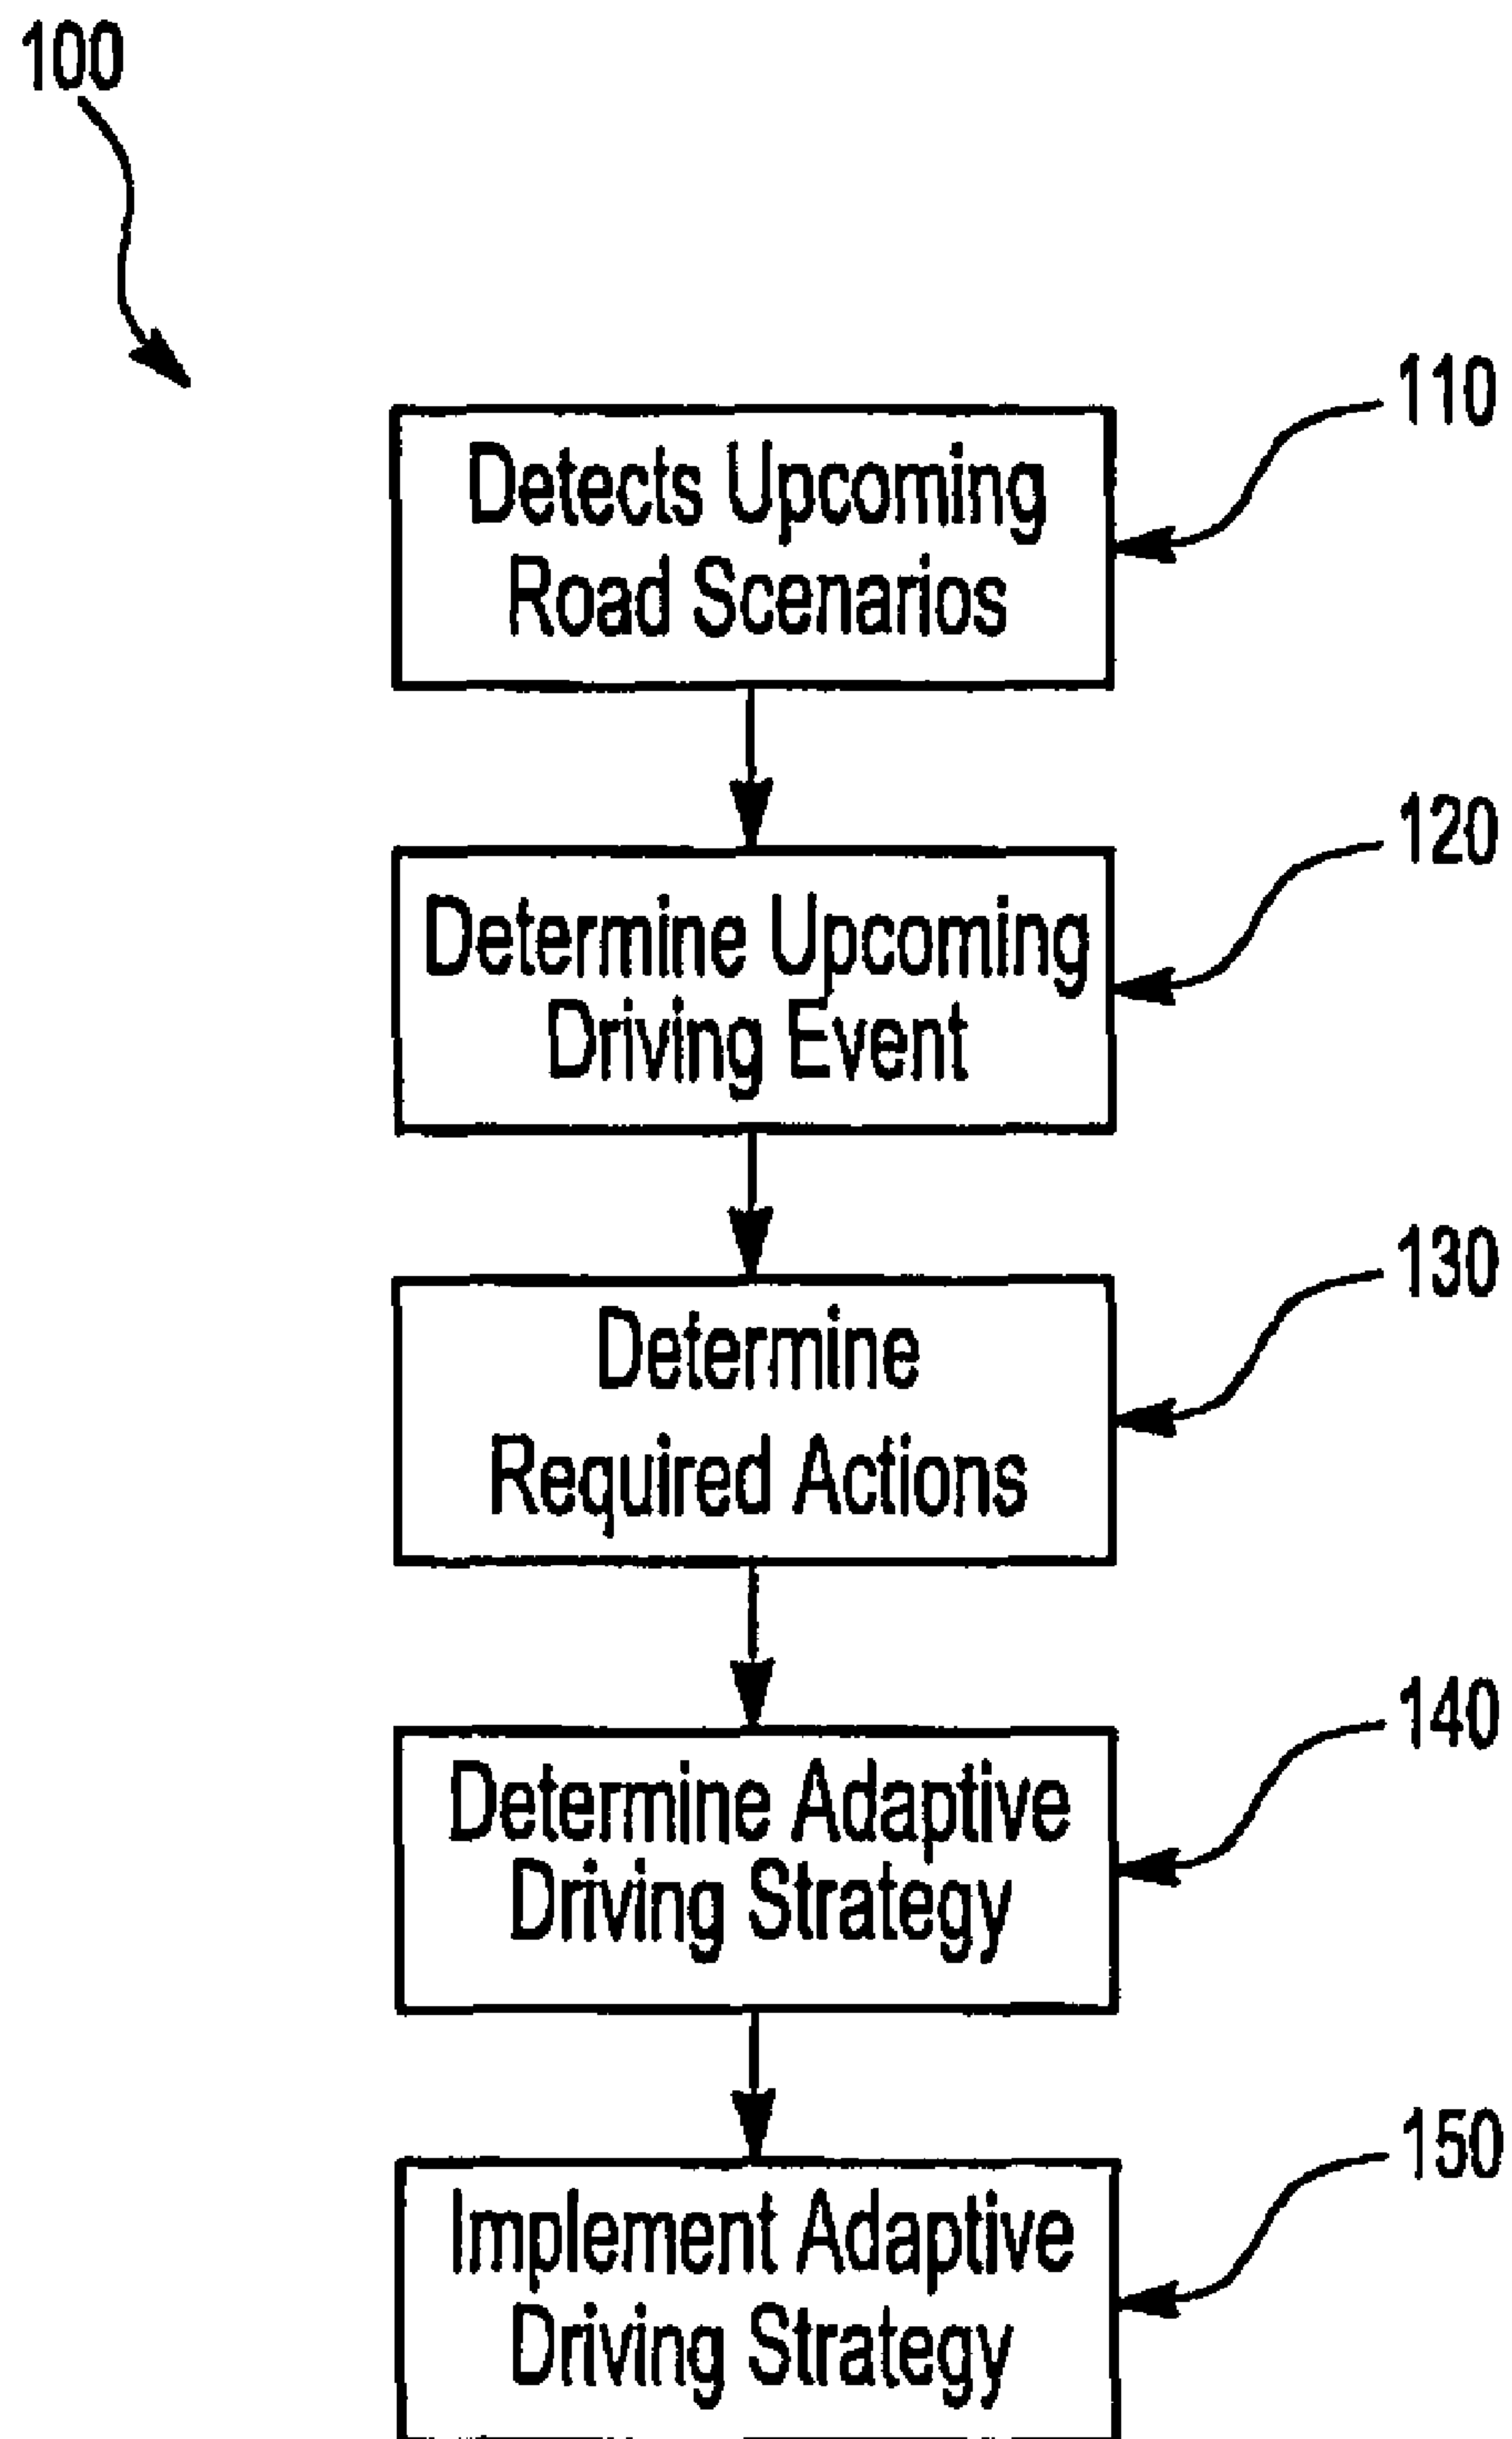 100
110
Detects Upcoming
Road Scenarios
120
Determine Upcoming
Driving Event
130
Determine
Required Actions
140
Determine Adaptive
Driving Strategy
150
Implement Adaptive
Driving Strategy